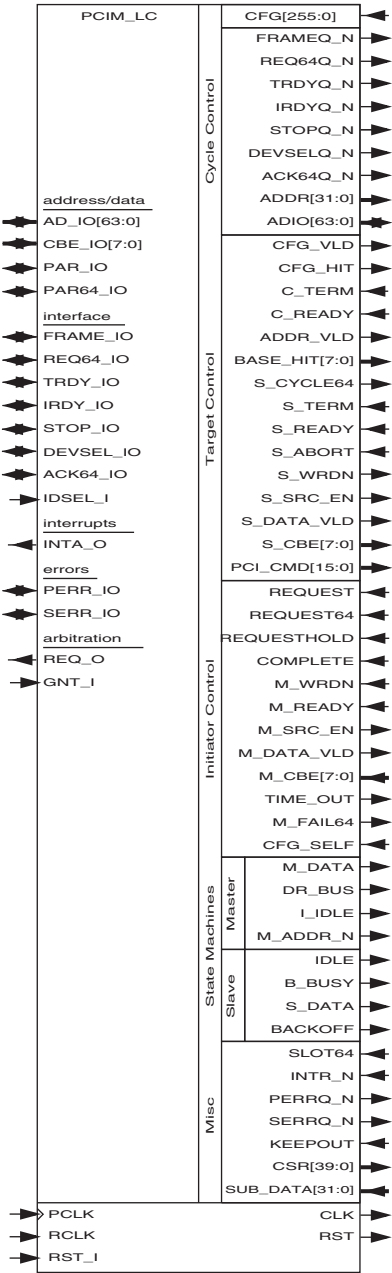 PCIM_LC
CFG[255:0]
Cycle Control
FRAMEQ_N
REQ64Q_N
TRDYQ_N
IRDYQ_N
STOPQ_N
DEVSELQ_N
ACK64Q_N
ADDR[31:0]
ADIO[63:0]
address/data
AD_IO[63:0]
CBE_IO[7:0]
PAR_IO
PAR64_IO
interface
FRAME_IO
REQ64_IO
TRDY_IO
IRDY_IO
STOP_IO
DEVSEL_IO
ACK64_IO
IDSEL_I
interrupts
INTA_O
errors
PERR_IO
SERR_IO
arbitration
REQ_O
GNT_I
Target Control
CFG_VLD
CFG_HIT
C_TERM
C_READY
ADDR_VLD
BASE_HIT[7:0]
S_CYCLE64
S_TERM
S_READY
S_ABORT
S_WRDN
S_SRC_EN
S_DATA_VLD
S_CBE[7:0]
PCI_CMD[15:0]
Initiator Control
REQUEST
REQUEST64
REQUESTHOLD
COMPLETE
M_WRDN
M_READY
M_SRC_EN
M_DATA_VLD
M_CBE[7:0]
TIME_OUT
M_FAIL64
CFG_SELF
State Machines
Master
M_DATA
DR_BUS
I_IDLE
M_ADDR_N
Slave
IDLE
B_BUSY
S_DATA
BACKOFF
Misc
SLOT64
INTR_N
PERRQ_N
SERRQ_N
KEEPOUT
CSR[39:0]
SUB_DATA[31:0]
PCLK
RCLK
RST_I
CLK
RST